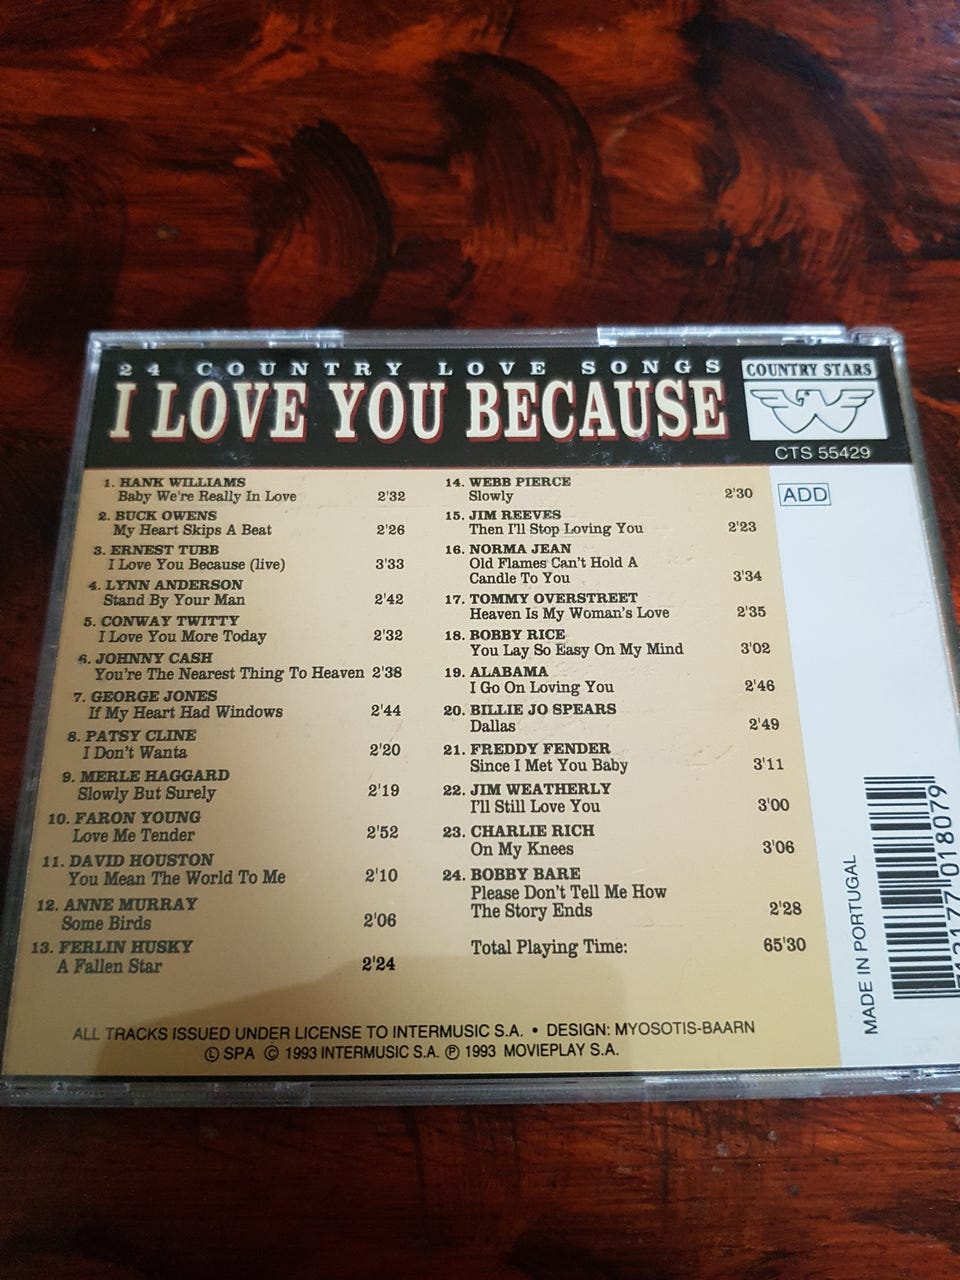 24 COUNTRY LOVE SONGS
I LOVE YOU BECAUSE
COUNTRY STARS
CTS 55429
ADD
1. HANK WILLIAMS
Baby We're Really In Love 2'32
2. BUCK OWENS
My Heart Skips A Beat 2'26
3. ERNEST TUBB
I Love You Because (live) 3'33
4. LYNN ANDERSON
Stand By Your Man 2'42
5. CONWAY TWITTY
I Love You More Today 2'32
6. JOHNNY CASH
You're The Nearest Thing To Heaven 2'38
7. GEORGE JONES
If My Heart Had Windows 2'44
8. PATSY CLINE
I Don't Wanta 2'20
9. MERLE HAGGARD
Slowly But Surely 2'19
10. FARON YOUNG
Love Me Tender 2'52
11. DAVID HOUSTON
You Mean The World To Me 2'10
12. ANNE MURRAY
Some Birds 2'06
13. FERLIN HUSKY
A Fallen Star 2'24
14. WEBB PIERCE
Slowly 2'30
15. JIM REEVES
Then I'll Stop Loving You 2'23
16. NORMA JEAN
Old Flames Can't Hold A
Candle To You 3'34
17. TOMMY OVERSTREET
Heaven Is My Woman's Love 2'35
18. BOBBY RICE
You Lay So Easy On My Mind 3'02
19. ALABAMA
I Go On Loving You 2'46
20. BILLIE JO SPEARS
Dallas 2'49
21. FREDDY FENDER
Since I Met You Baby 3'11
22. JIM WEATHERLY
I'll Still Love You 3'00
23. CHARLIE RICH
On My Knees 3'06
24. BOBBY BARE
Please Don't Tell Me How
The Story Ends 2'28
Total Playing Time: 65'30
ALL TRACKS ISSUED UNDER LICENSE TO INTERMUSIC S.A. • DESIGN: MYOSOTIS-BAARN
Ⓛ SPA © 1993 INTERMUSIC S.A. ℗ 1993 MOVIEPLAY S.A.
MADE IN PORTUGAL
713177 018079